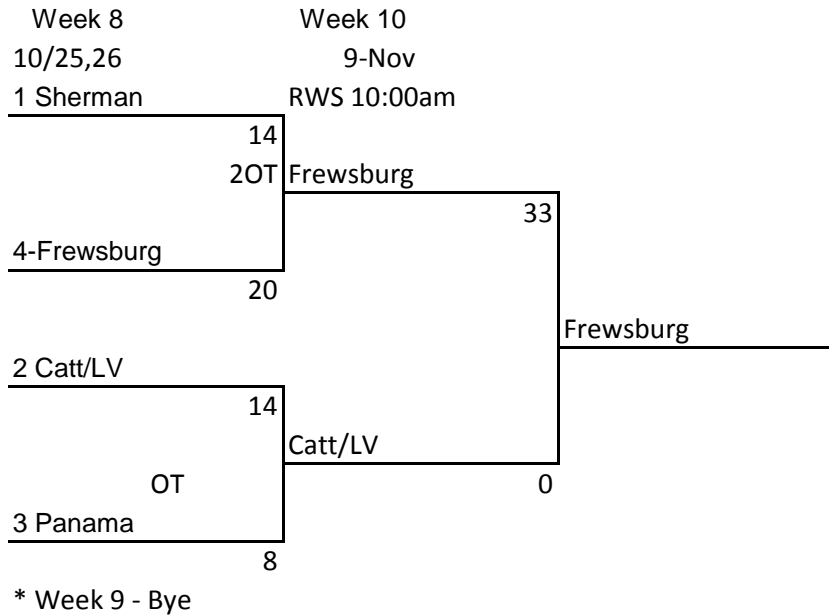 Week 8 Week 10
10/25,26 9-Nov
1 Sherman RWS 10:00am
14
2OT Frewsburg
33
4-Frewsburg
20
Frewsburg
2 Catt/LV
14
Catt/LV
OT 0
3 Panama
8
* Week 9 - Bye